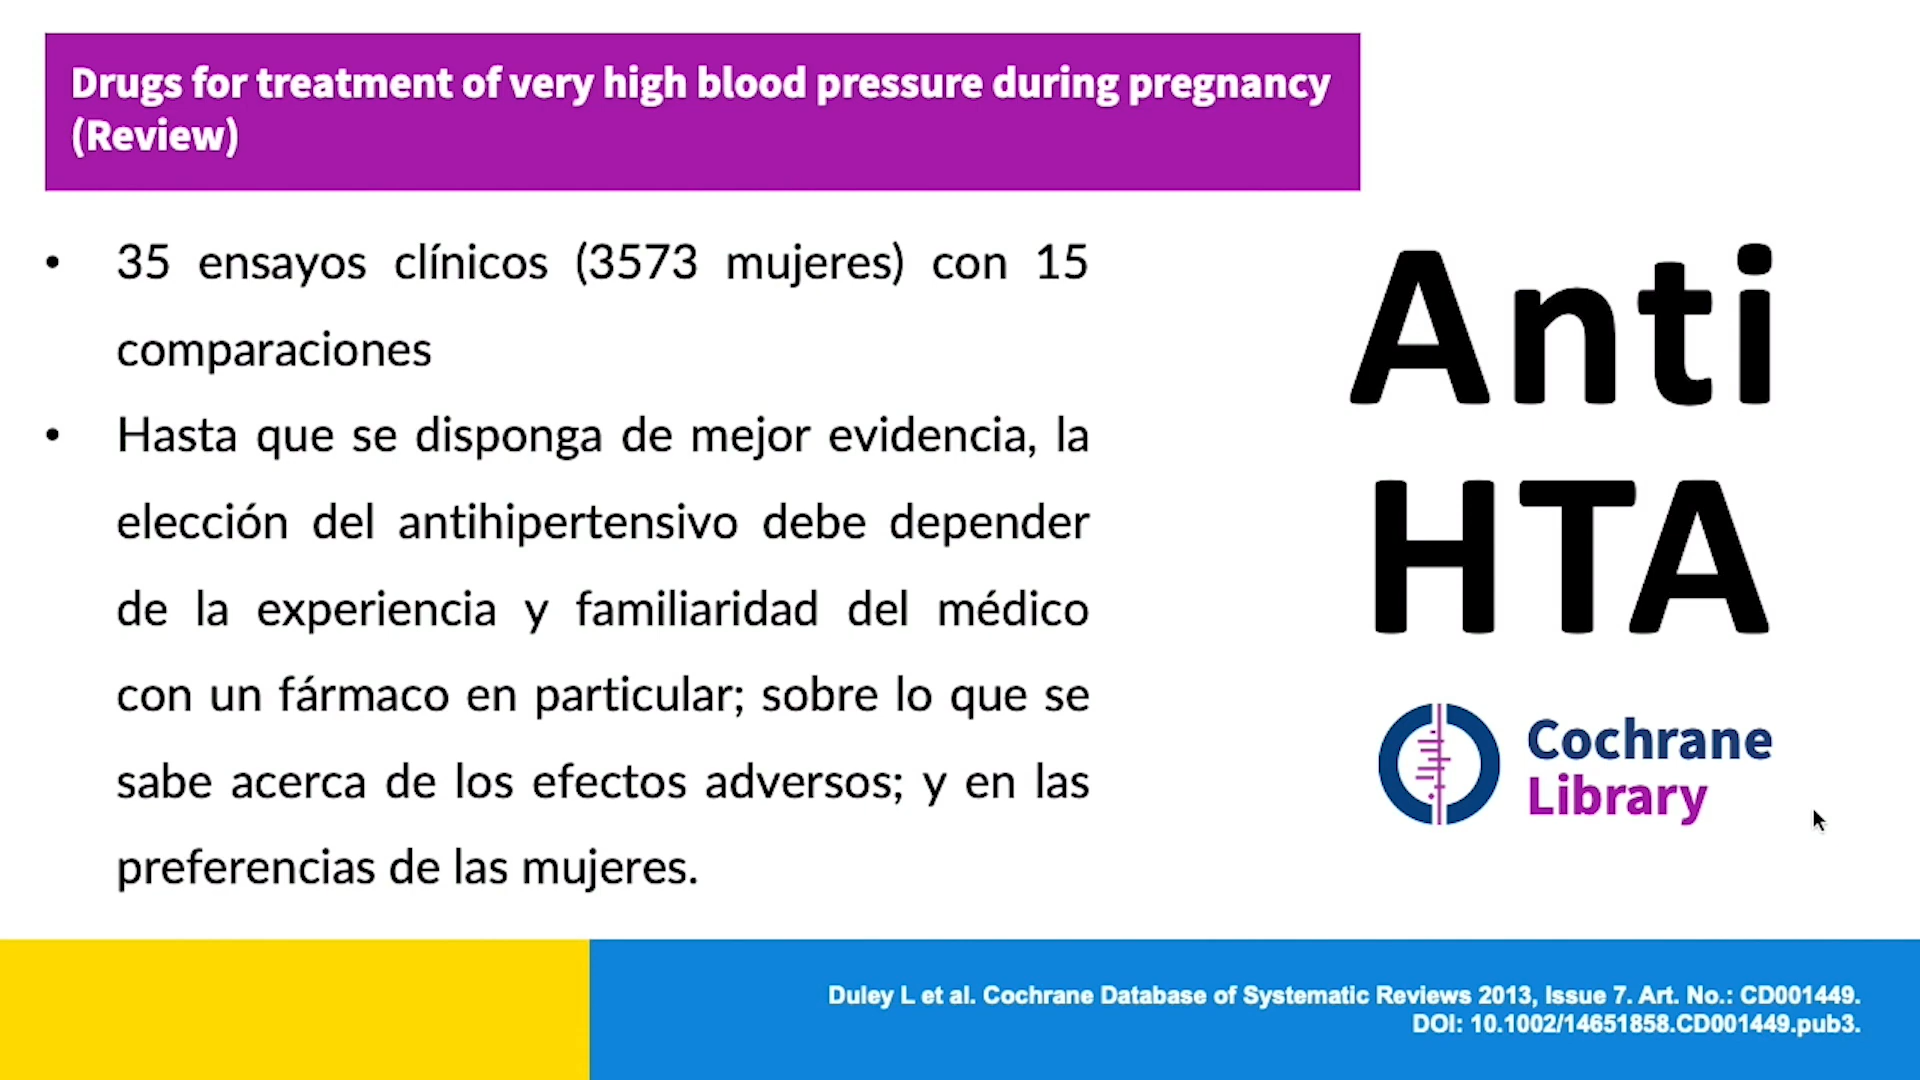 Drugs for treatment of very high blood pressure during pregnancy
(Review)
• 35 ensayos clínicos (3573 mujeres) con 15
comparaciones
• Hasta que se disponga de mejor evidencia, la
elección del antihipertensivo debe depender
de la experiencia y familiaridad del médico
con un fármaco en particular; sobre lo que se
sabe acerca de los efectos adversos; y en las
preferencias de las mujeres.
Anti
HTA
Cochrane
Library
Duley L et al. Cochrane Database of Systematic Reviews 2013, Issue 7. Art. No.: CD001449.
DOI: 10.1002/14651858.CD001449.pub3.